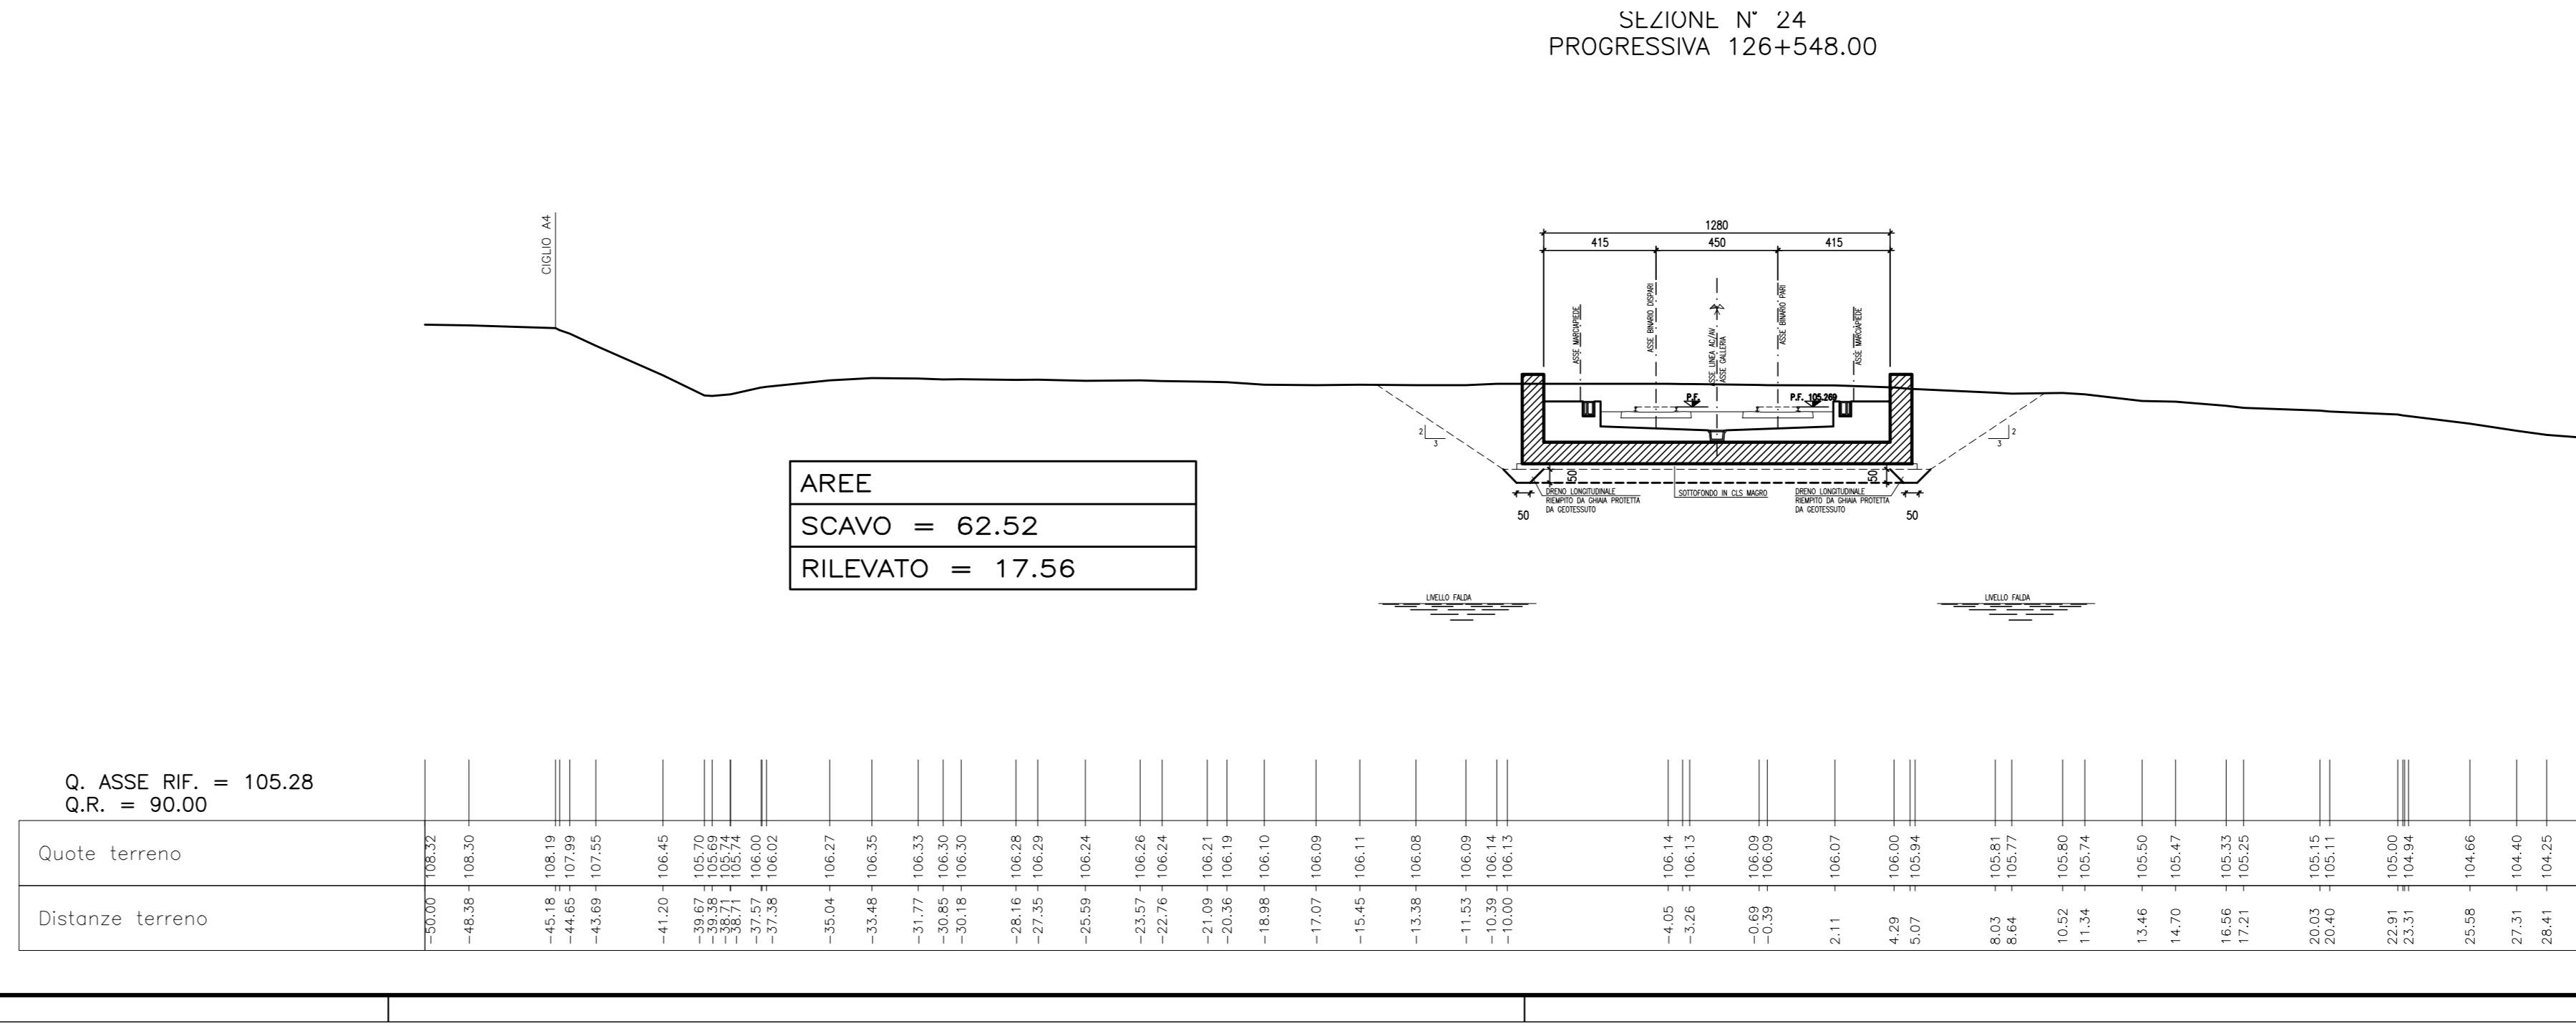 SEZIONE N° 24
PROGRESSIVA 126+548.00
CIGLIO A4
1280
415 450 415
ASSE MARCIAPIEDE
ASSE BINARIO DISPARI
ASSE LINEA AC/AV
ASSE GALLERIA
ASSE BINARIO PARI
ASSE MARCIAPIEDE
P.F.
P.F. 105.269
2
3
2
3
50
50
DRENO LONGITUDINALE
RIEMPITO DA GHIAIA PROTETTA
DA GEOTESSUTO
SOTTOFONDO IN CLS MAGRO
DRENO LONGITUDINALE
RIEMPITO DA GHIAIA PROTETTA
DA GEOTESSUTO
50
50
AREE
SCAVO = 62.52
RILEVATO = 17.56
LIVELLO FALDA
LIVELLO FALDA
Q. ASSE RIF. = 105.28
Q.R. = 90.00
Quote terreno 108.32 108.30 108.19 107.99 107.55 106.45 105.70 105.69 105.74 105.74 106.00 106.02 106.27 106.35 106.33 106.30 106.30 106.28 106.29 106.24 106.26 106.24 106.21 106.19 106.10 106.09 106.11 106.08 106.09 106.14 106.13 106.14 106.13 106.09 106.09 106.07 106.00 105.94 105.81 105.77 105.80 105.74 105.50 105.47 105.33 105.25 105.15 105.11 105.00 104.94 104.66 104.40 104.25
Distanze terreno -50.00 -48.38 -45.18 -44.65 -43.69 -41.20 -39.67 -39.38 -38.71 -38.71 -37.57 -37.38 -35.04 -33.48 -31.77 -30.85 -30.18 -28.16 -27.35 -25.59 -23.57 -22.76 -21.09 -20.36 -18.98 -17.07 -15.45 -13.38 -11.53 -10.39 -10.00 -4.05 -3.26 -0.69 -0.39 2.11 4.29 5.07 8.03 8.64 10.52 11.34 13.46 14.70 16.56 17.21 20.03 20.40 22.91 23.31 25.58 27.31 28.41